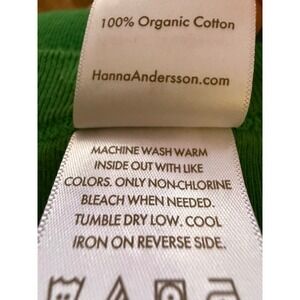 100% Organic Cotton
HannaAndersson.com
MACHINE WASH WARM
INSIDE OUT WITH LIKE
COLORS. ONLY NON-CHLORINE
BLEACH WHEN NEEDED.
TUMBLE DRY LOW. COOL
IRON ON REVERSE SIDE.